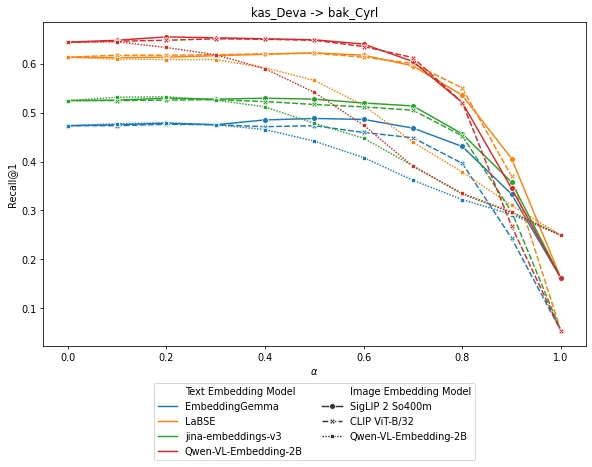 kas_Deva -> bak_Cyrl
Recall@1
0.6
0.5
0.4
0.3
0.2
0.1
0.0 0.2 0.4 0.6 0.8 1.0
α
Text Embedding Model
EmbeddingGemma
LaBSE
jina-embeddings-v3
Qwen-VL-Embedding-2B
Image Embedding Model
SigLIP 2 So400m
CLIP ViT-B/32
Qwen-VL-Embedding-2B